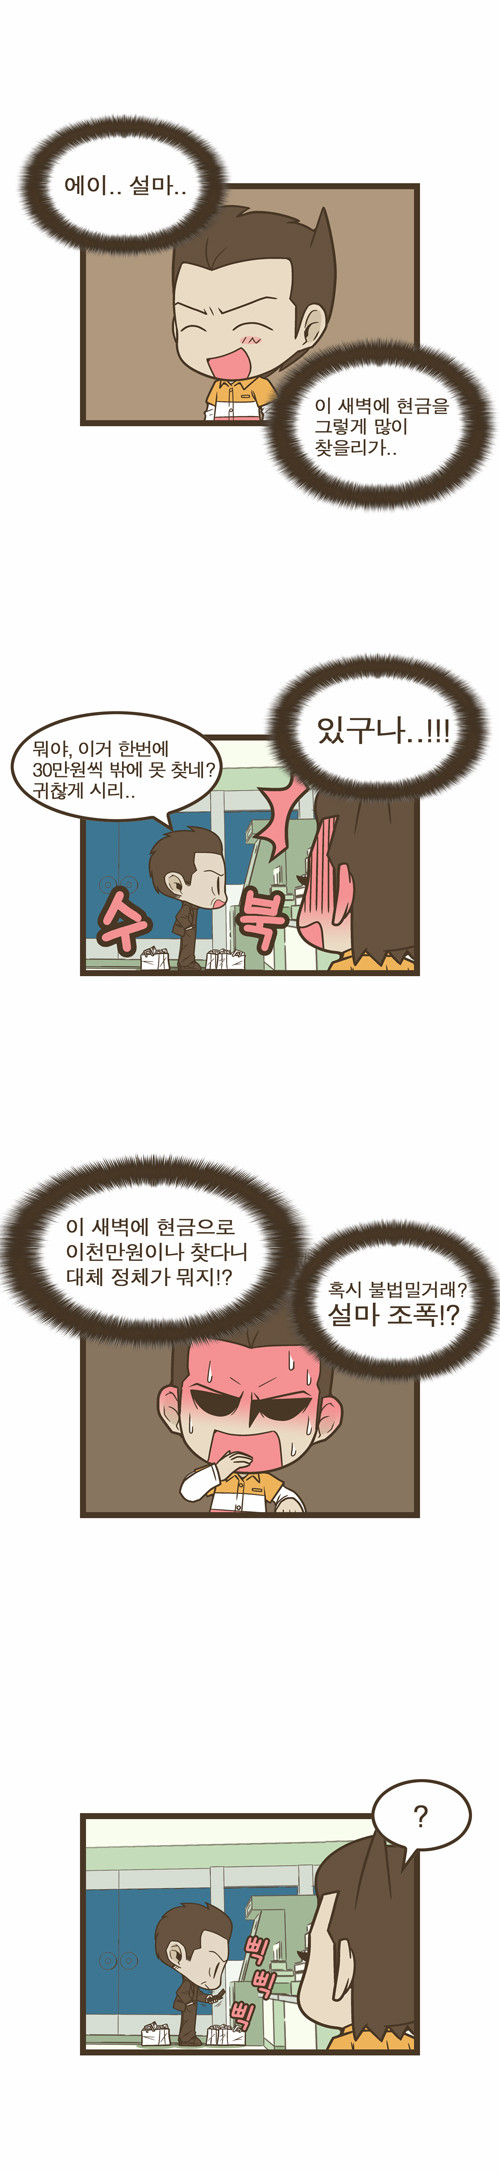 에이.. 설마..
이 새벽에 현금을
그렇게 많이
찾을리가..
있구나..!!!
뭐야, 이거 한번에
30만원씩 밖에 못 찾네?
귀찮게 시리..
수북
이 새벽에 현금으로
이천만원이나 찾다니
대체 정체가 뭐지!?
혹시 불법밀거래?
설마 조폭!?
?
삑
삑
삑